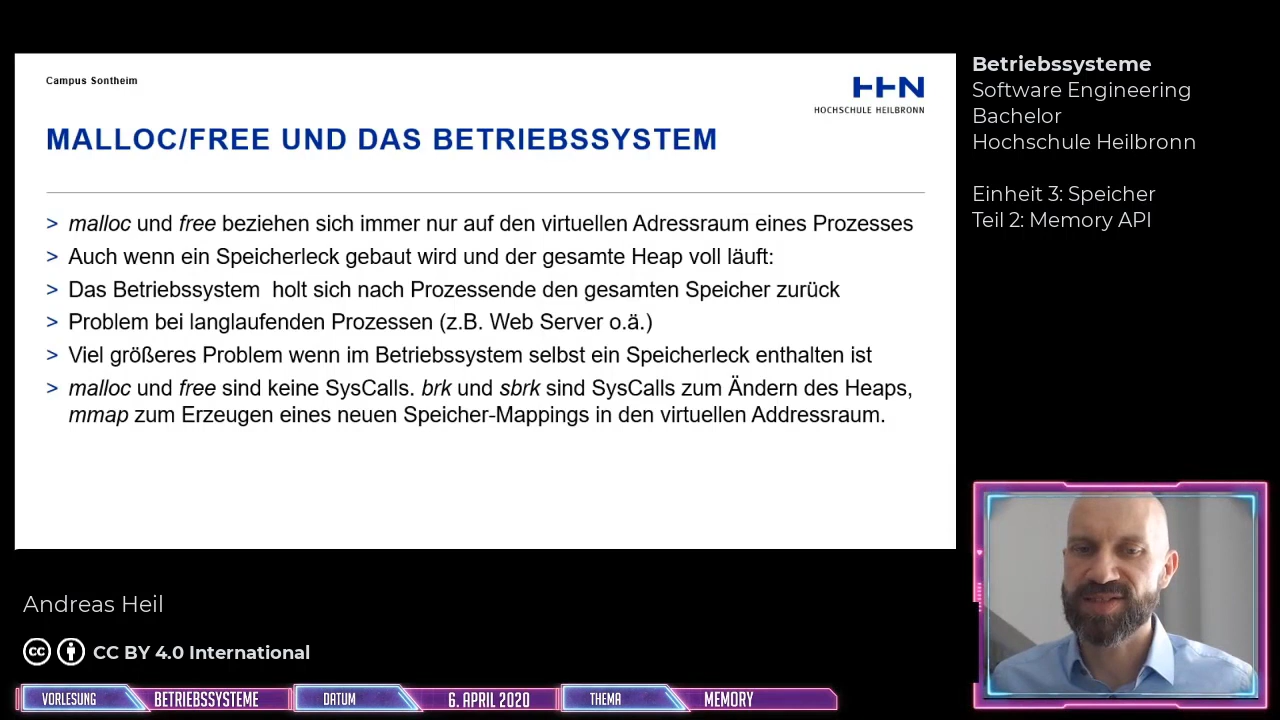 Campus Sontheim
HHN
HOCHSCHULE HEILBRONN
MALLOC/FREE UND DAS BETRIEBSSYSTEM
> malloc und free beziehen sich immer nur auf den virtuellen Adressraum eines Prozesses
> Auch wenn ein Speicherleck gebaut wird und der gesamte Heap voll läuft:
> Das Betriebssystem  holt sich nach Prozessende den gesamten Speicher zurück
> Problem bei langlaufenden Prozessen (z.B. Web Server o.ä.)
> Viel größeres Problem wenn im Betriebssystem selbst ein Speicherleck enthalten ist
> malloc und free sind keine SysCalls. brk und sbrk sind SysCalls zum Ändern des Heaps,
mmap zum Erzeugen eines neuen Speicher-Mappings in den virtuellen Addressraum.
Betriebssysteme
Software Engineering
Bachelor
Hochschule Heilbronn
Einheit 3: Speicher
Teil 2: Memory API
Andreas Heil
cc CC BY 4.0 International
VORLESUNG BETRIEBSSYSTEME DATUM 6. APRIL 2020 THEMA MEMORY